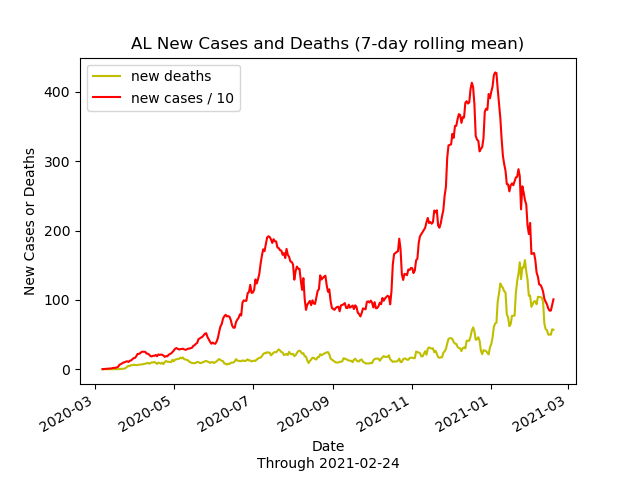 AL New Cases and Deaths (7-day rolling mean)
new deaths
new cases / 10
New Cases or Deaths
400
300
200
100
0
2020-03
2020-05
2020-07
2020-09
2020-11
2021-01
2021-03
Date
Through 2021-02-24